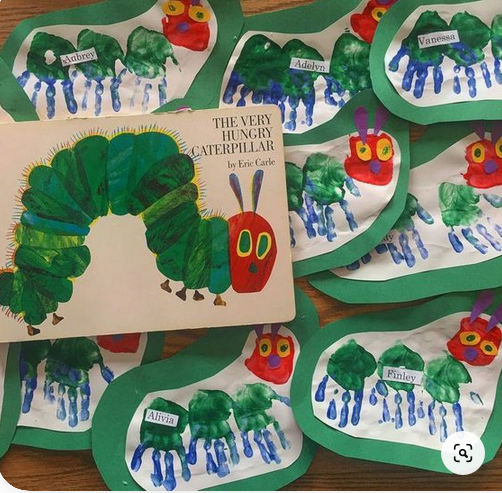 Aubrey
Adelyn
Vanessa
THE VERY
HUNGRY
CATERPILLAR
by Eric Carle
Alivia
Finley